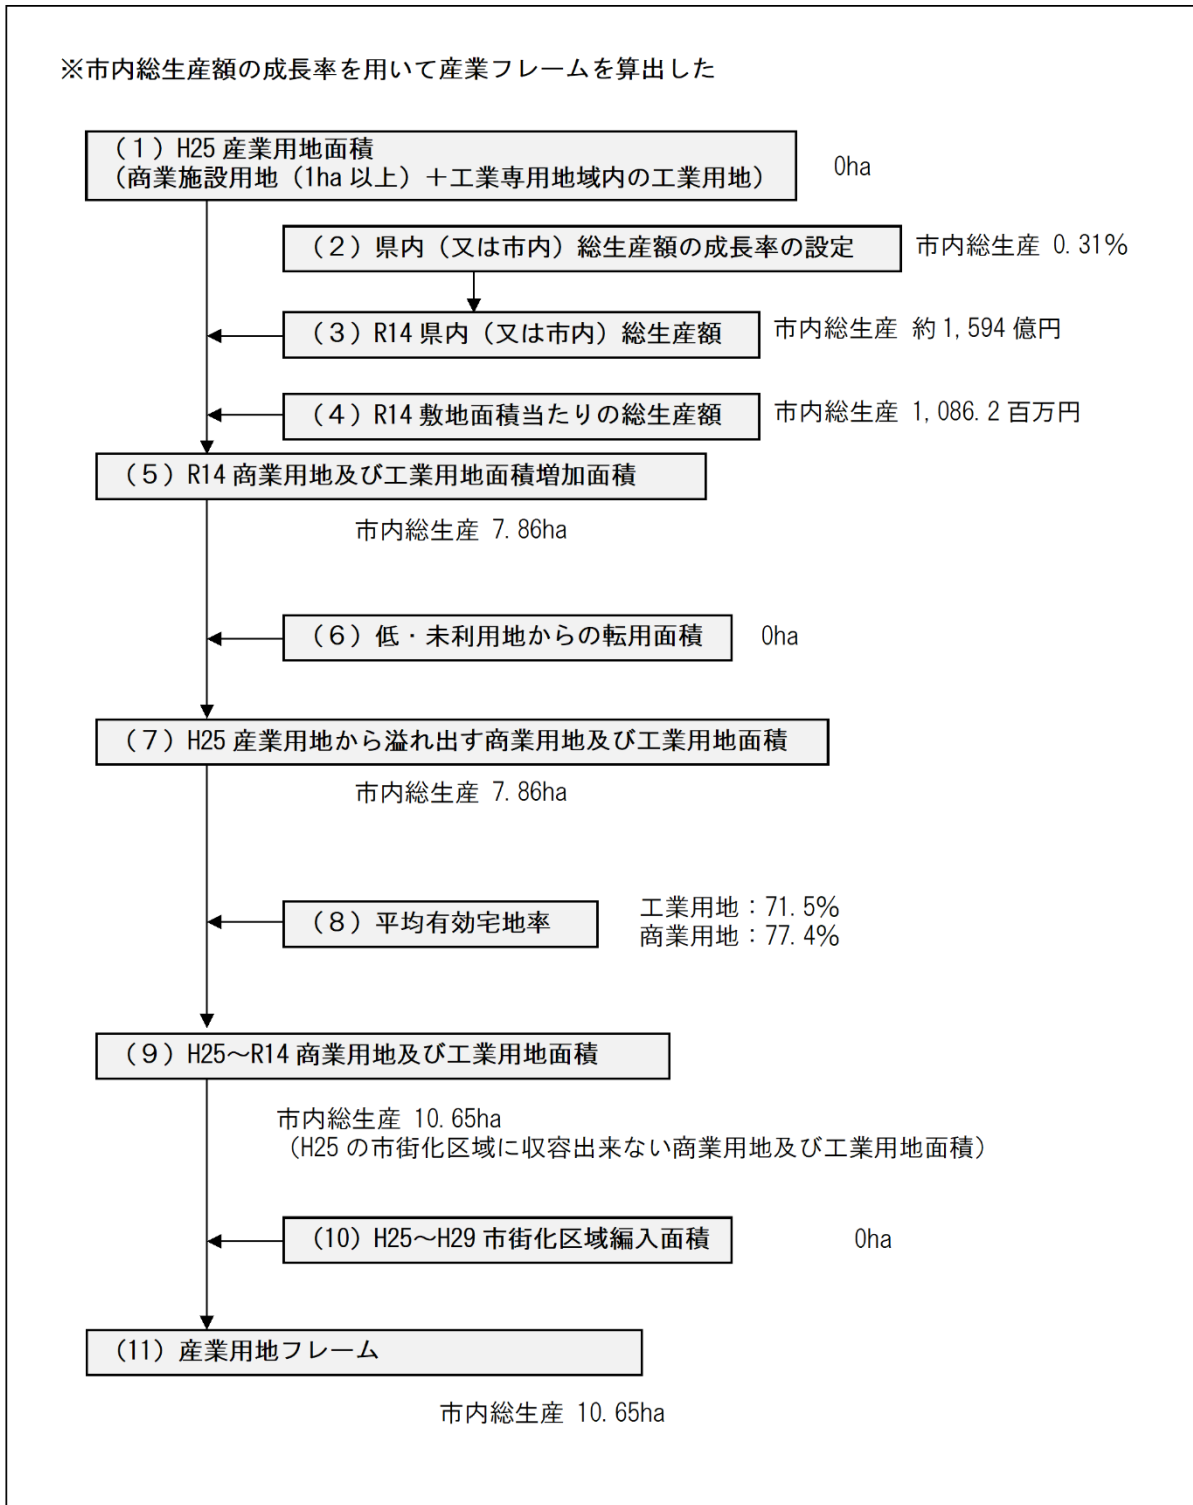 ※市内総生産額の成長率を用いて産業フレームを算出した
（１）H25 産業用地面積
（商業施設用地（1ha 以上）＋工業専用地域内の工業用地）
0ha
（２）県内（又は市内）総生産額の成長率の設定
市内総生産 0.31％
（３）R14 県内（又は市内）総生産額
市内総生産 約 1,594 億円
（４）R14 敷地面積当たりの総生産額
市内総生産 1,086.2 百万円
（５）R14 商業用地及び工業用地面積増加面積
市内総生産 7.86ha
（６）低・未利用地からの転用面積
0ha
（７）H25 産業用地から溢れ出す商業用地及び工業用地面積
市内総生産 7.86ha
（８）平均有効宅地率
工業用地：71.5％
商業用地：77.4％
（９）H25～R14 商業用地及び工業用地面積
市内総生産 10.65ha
（H25 の市街化区域に収容出来ない商業用地及び工業用地面積）
（10）H25～H29 市街化区域編入面積
0ha
（11）産業用地フレーム
市内総生産 10.65ha